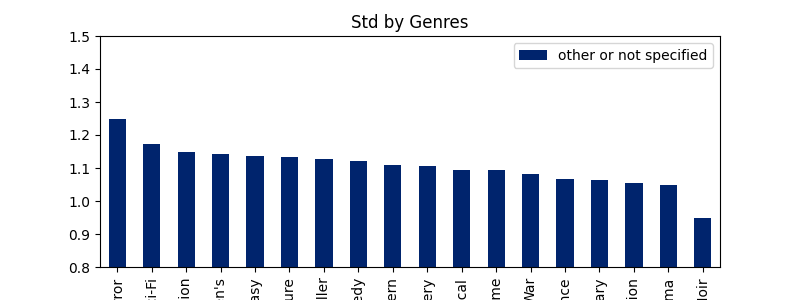 Std by Genres
other or not specified
1.5
1.4
1.3
1.2
1.1
1.0
0.9
0.8
rror
i-Fi
ion
n's
asy
ure
ller
edy
ern
ery
cal
me
War
nce
ary
ion
ma
Noir